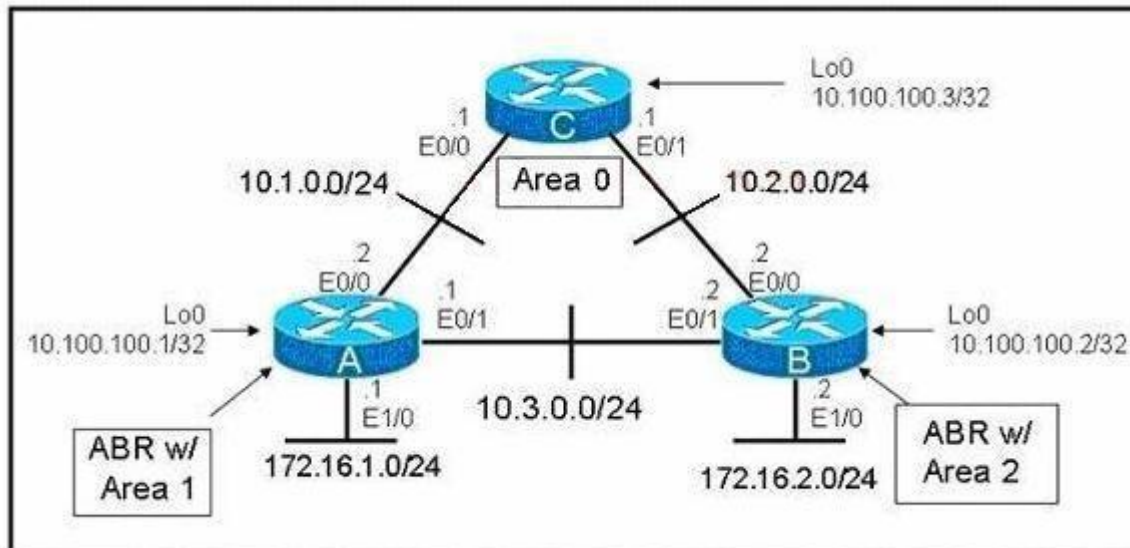 Lo0
10.100.100.3/32
C
.1
E0/0
.1
E0/1
Area 0
10.1.0.0/24
10.2.0.0/24
.2
E0/0
.2
E0/0
.1
E0/1
.2
E0/1
Lo0
10.100.100.1/32
Lo0
10.100.100.2/32
A
B
10.3.0.0/24
.1
E1/0
.2
E1/0
ABR w/
Area 1
172.16.1.0/24
172.16.2.0/24
ABR w/
Area 2